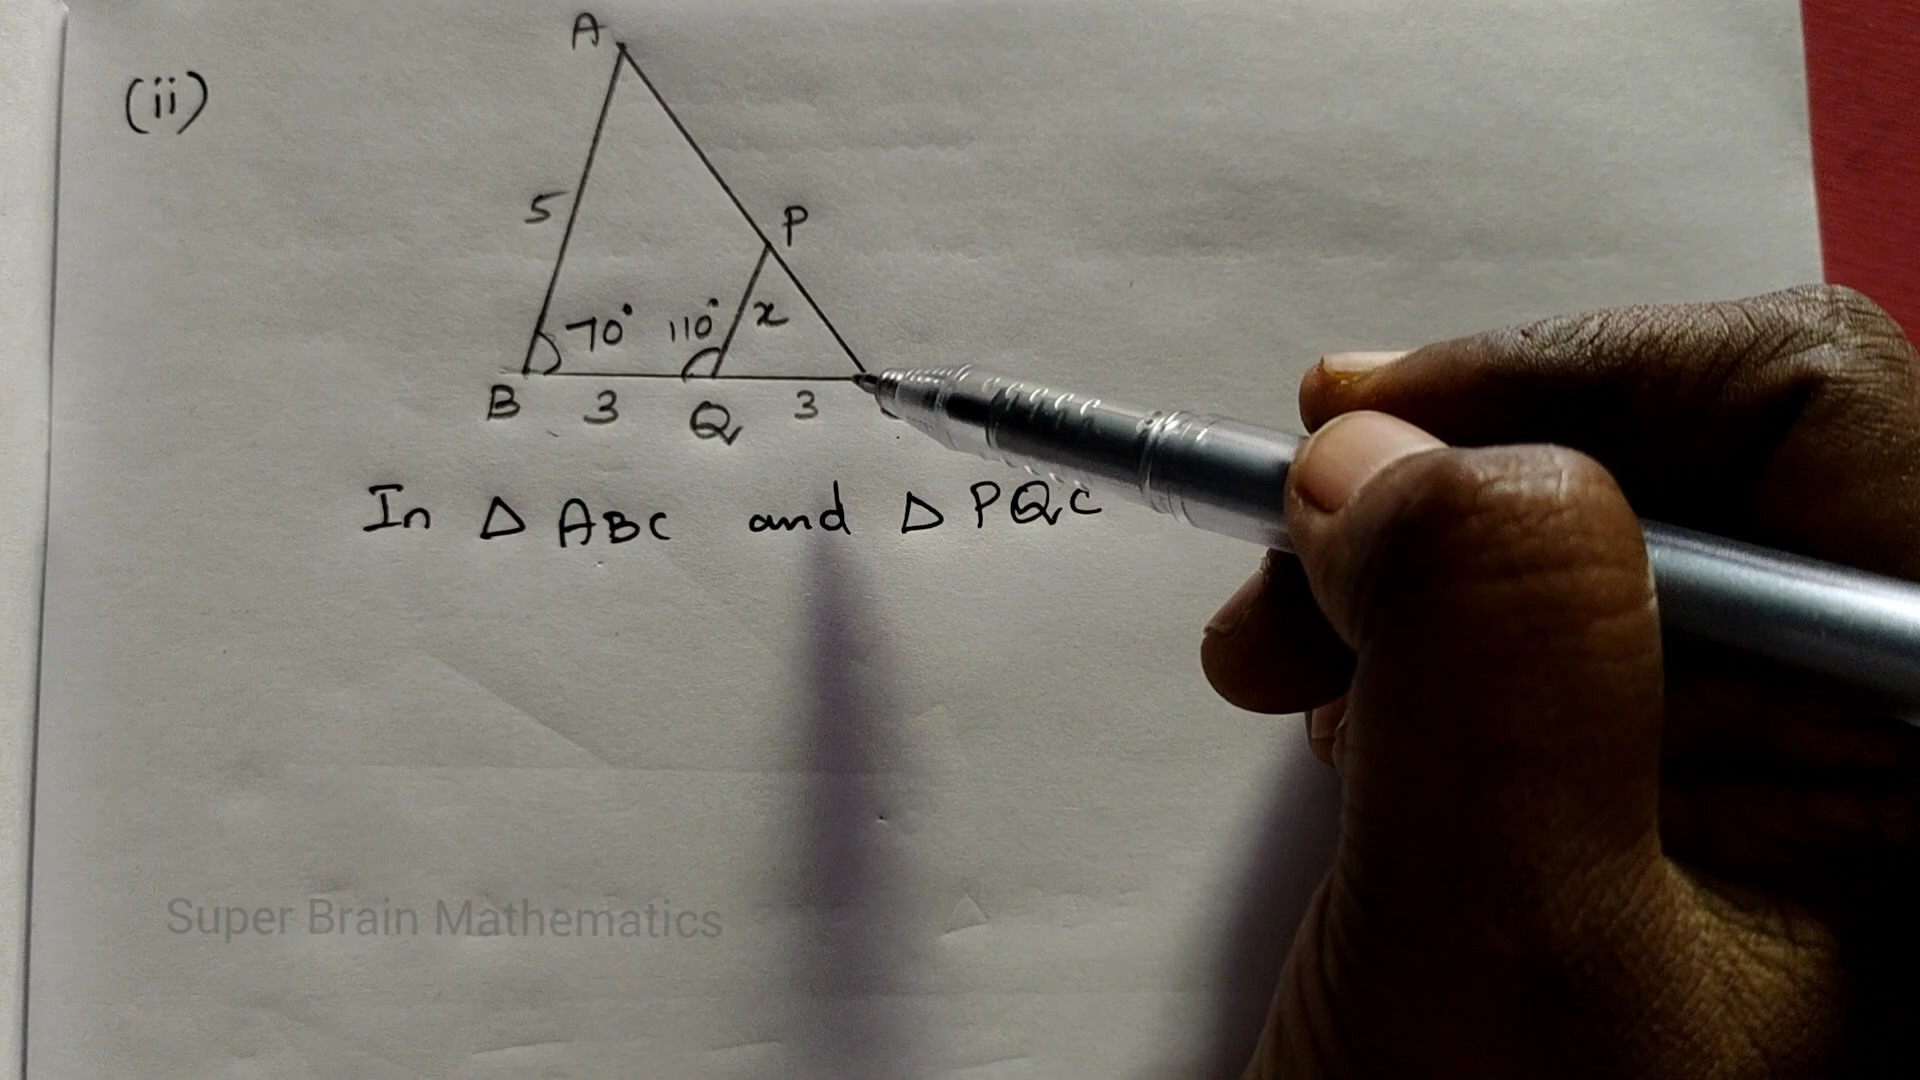 (ii)
A
5
P
70° 110° x
B 3 Q 3
In △ ABC and △ PQC
Super Brain Mathematics